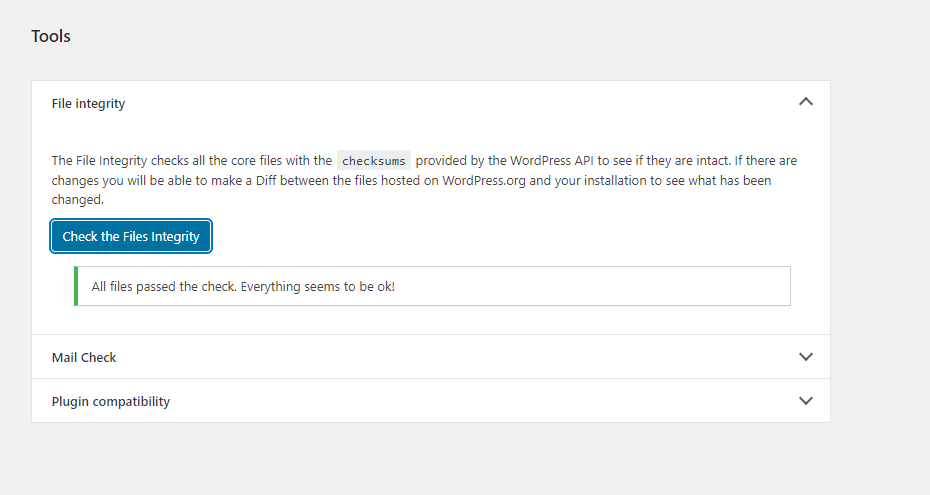 Tools
File integrity
The File Integrity checks all the core files with the checksums provided by the WordPress API to see if they are intact. If there are
changes you will be able to make a Diff between the files hosted on WordPress.org and your installation to see what has been
changed.
Check the Files Integrity
All files passed the check. Everything seems to be ok!
Mail Check
Plugin compatibility